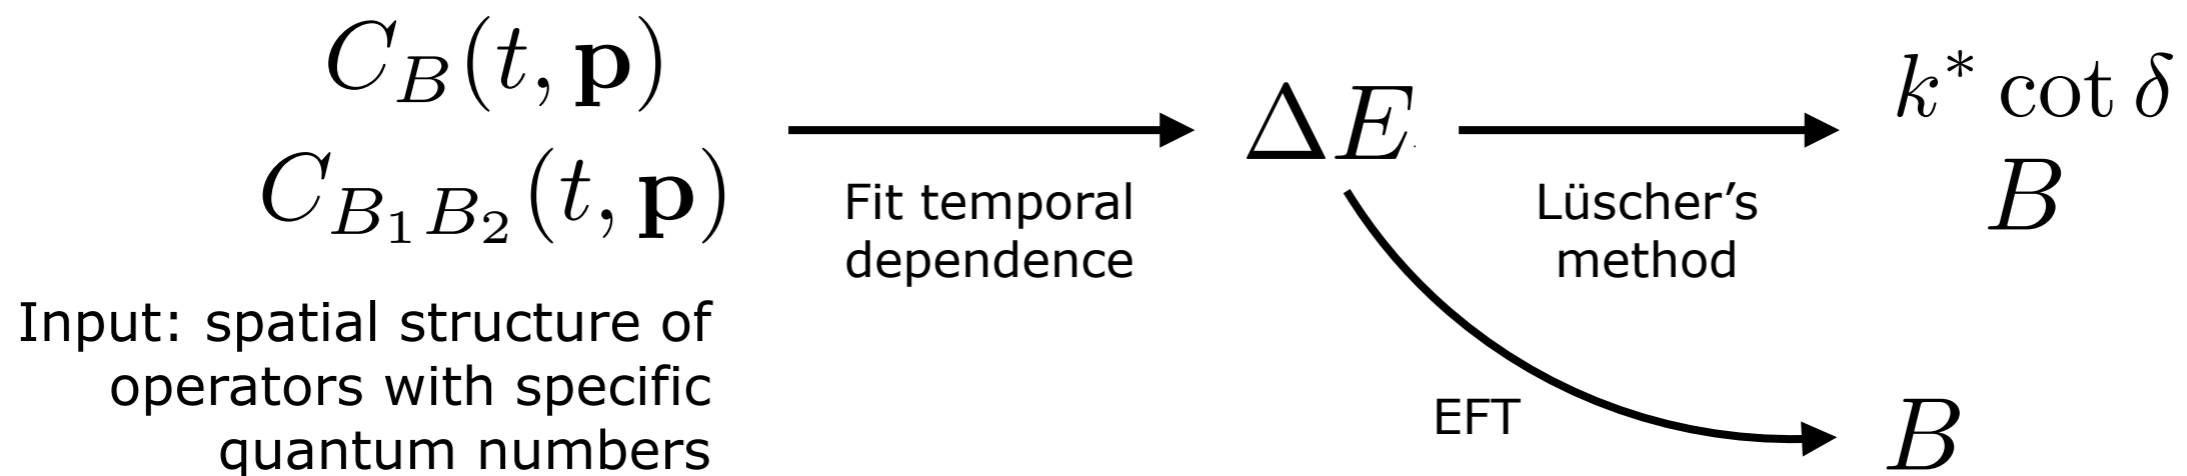 C_B(t, p)
C_{B_1 B_2}(t, p)
Input: spatial structure of
operators with specific
quantum numbers
Fit temporal
dependence
ΔE
Lüscher’s
method
k* cot δ
B
EFT
B